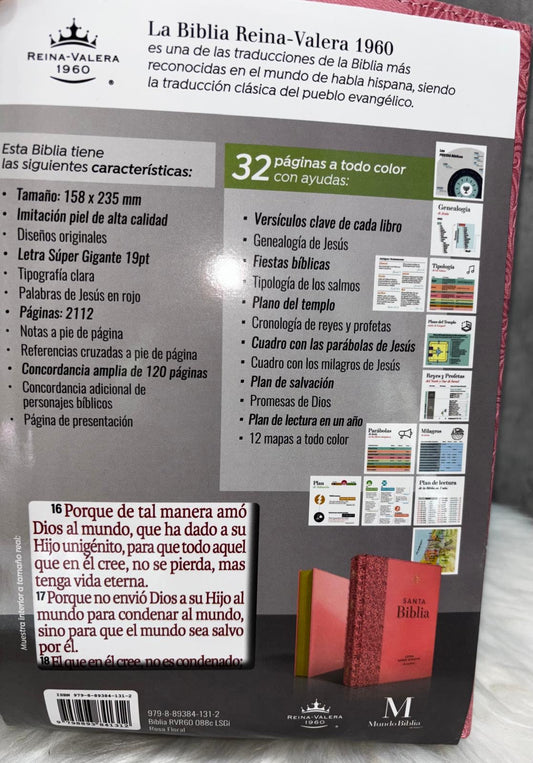 REINA-VALERA
1960
La Biblia Reina-Valera 1960
es una de las traducciones de la Biblia más
reconocidas en el mundo de habla hispana, siendo
la traducción clásica del pueblo evangélico.
Esta Biblia tiene
las siguientes características:
• Tamaño: 158 x 235 mm
• Imitación piel de alta calidad
• Diseños originales
• Letra Súper Gigante 19pt
• Tipografía clara
• Palabras de Jesús en rojo
• Páginas: 2112
• Notas a pie de página
• Referencias cruzadas a pie de página
• Concordancia amplia de 120 páginas
• Concordancia adicional de
personajes bíblicos
• Página de presentación
32 páginas a todo color
con ayudas:
• Versículos clave de cada libro
• Genealogía de Jesús
• Fiestas bíblicas
• Tipología de los salmos
• Plano del templo
• Cronología de reyes y profetas
• Cuadro con las parábolas de Jesús
• Cuadro con los milagros de Jesús
• Plan de salvación
• Promesas de Dios
• Plan de lectura en un año
• 12 mapas a todo color
Genealogía
Tipología
Plano del Templo
Reyes y Profetas
Parábolas
Milagros
Plan
Plan de lectura
Muestra interior a tamaño real:
16 Porque de tal manera amó
Dios al mundo, que ha dado a su
Hijo unigénito, para que todo aquel
que en él cree, no se pierda, mas
tenga vida eterna.
17 Porque no envió Dios a su Hijo al
mundo para condenar al mundo,
sino para que el mundo sea salvo
por él.
18 El que en él cree, no es condenado;
SANTA
Biblia
ISBN 979-8-89384-131-2
9 798893 841312
979-8-89384-131-2
Biblia RVR60 088c LSGi
Rosa Floral
REINA-VALERA
1960
M
Mundo Biblia